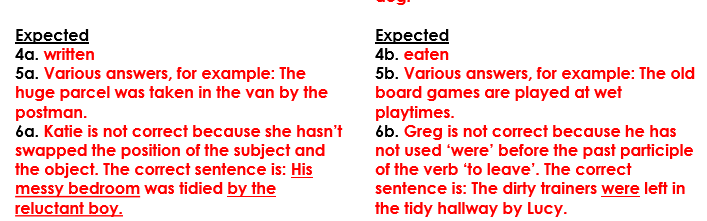 Expected
4a. written
5a. Various answers, for example: The
huge parcel was taken in the van by the
postman.
6a. Katie is not correct because she hasn’t
swapped the position of the subject and
the object. The correct sentence is: His
messy bedroom was tidied by the
reluctant boy.
Expected
4b. eaten
5b. Various answers, for example: The old
board games are played at wet
playtimes.
6b. Greg is not correct because he has
not used ‘were’ before the past participle
of the verb ‘to leave’. The correct
sentence is: The dirty trainers were left in
the tidy hallway by Lucy.